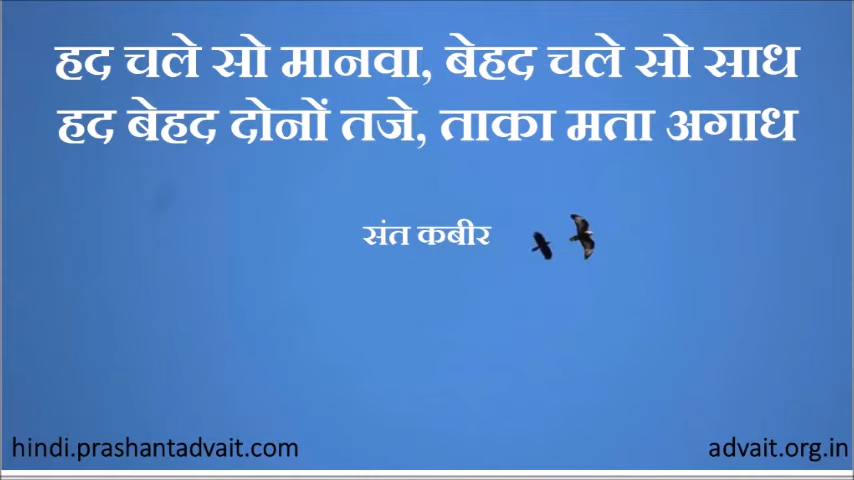 हद चले सो मानवा, बेहद चले सो साध
हद बेहद दोनों तजे, ताका मता अगाध
संत कबीर
hindi.prashantadvait.com
advait.org.in